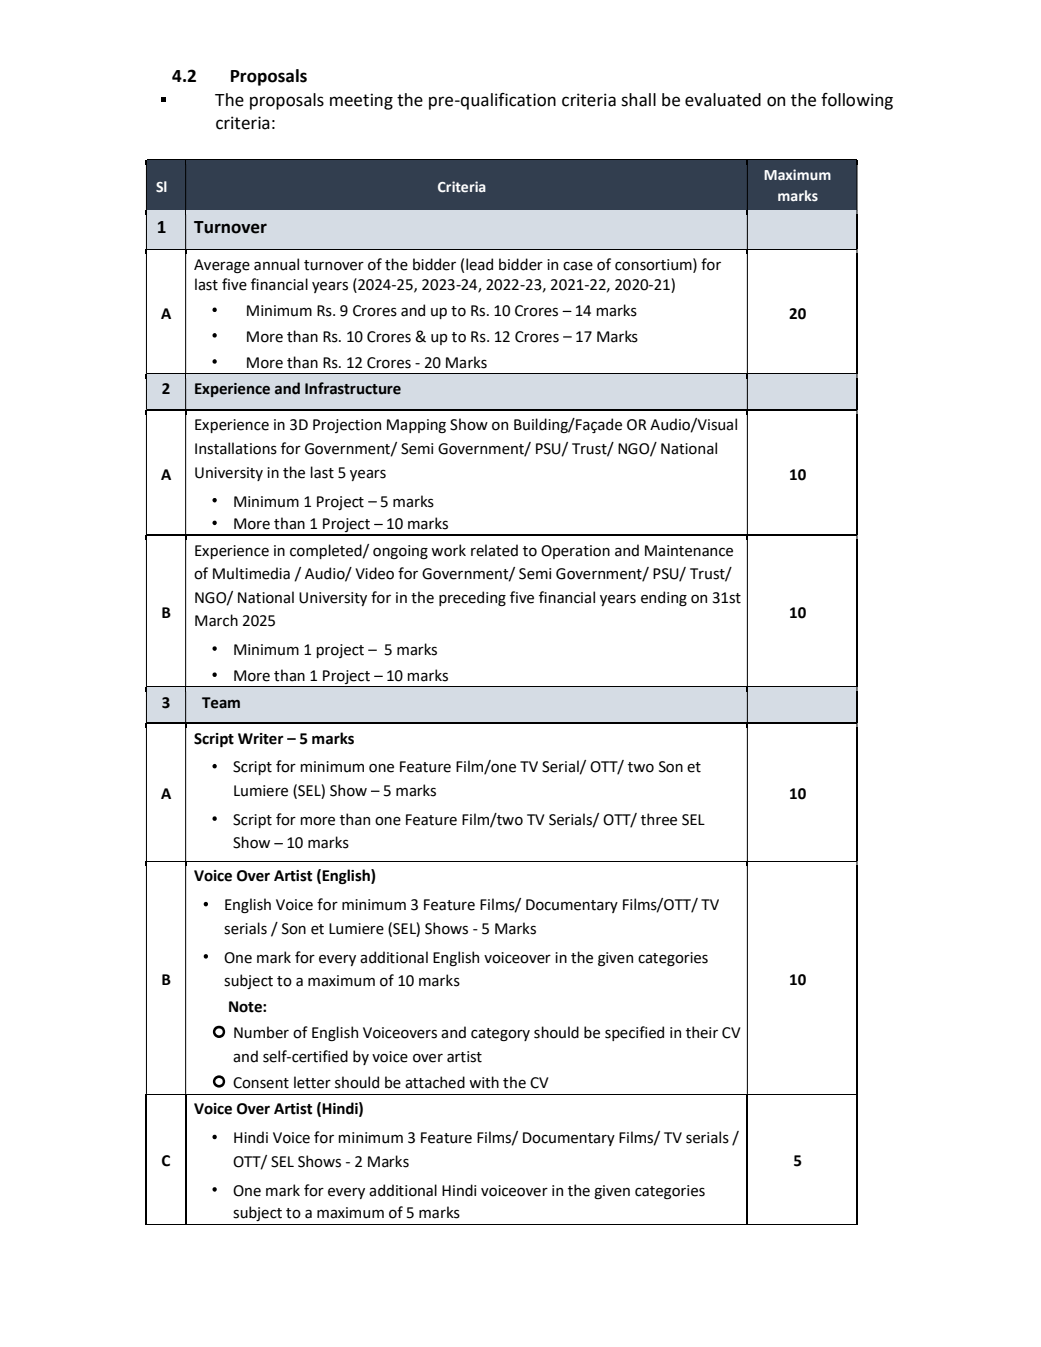 4.2 Proposals
▪ The proposals meeting the pre-qualification criteria shall be evaluated on the following
criteria:
Sl Criteria Maximum
marks
1 Turnover
Average annual turnover of the bidder (lead bidder in case of consortium) for
last five financial years (2024-25, 2023-24, 2022-23, 2021-22, 2020-21)
• Minimum Rs. 9 Crores and up to Rs. 10 Crores – 14 marks
A 20
• More than Rs. 10 Crores & up to Rs. 12 Crores – 17 Marks
• More than Rs. 12 Crores - 20 Marks
2 Experience and Infrastructure
Experience in 3D Projection Mapping Show on Building/Façade OR Audio/Visual
Installations for Government/ Semi Government/ PSU/ Trust/ NGO/ National
University in the last 5 years
A 10
• Minimum 1 Project – 5 marks
• More than 1 Project – 10 marks
Experience in completed/ ongoing work related to Operation and Maintenance
of Multimedia / Audio/ Video for Government/ Semi Government/ PSU/ Trust/
NGO/ National University for in the preceding five financial years ending on 31st
B 10
March 2025
• Minimum 1 project – 5 marks
• More than 1 Project – 10 marks
3 Team
Script Writer – 5 marks
• Script for minimum one Feature Film/one TV Serial/ OTT/ two Son et
Lumiere (SEL) Show – 5 marks
A 10
• Script for more than one Feature Film/two TV Serials/ OTT/ three SEL
Show – 10 marks
Voice Over Artist (English)
• English Voice for minimum 3 Feature Films/ Documentary Films/OTT/ TV
serials / Son et Lumiere (SEL) Shows - 5 Marks
• One mark for every additional English voiceover in the given categories
subject to a maximum of 10 marks
B 10
Note:
Number of English Voiceovers and category should be specified in their CV
and self-certified by voice over artist
Consent letter should be attached with the CV
Voice Over Artist (Hindi)
• Hindi Voice for minimum 3 Feature Films/ Documentary Films/ TV serials /
OTT/ SEL Shows - 2 Marks
C 5
• One mark for every additional Hindi voiceover in the given categories
subject to a maximum of 5 marks